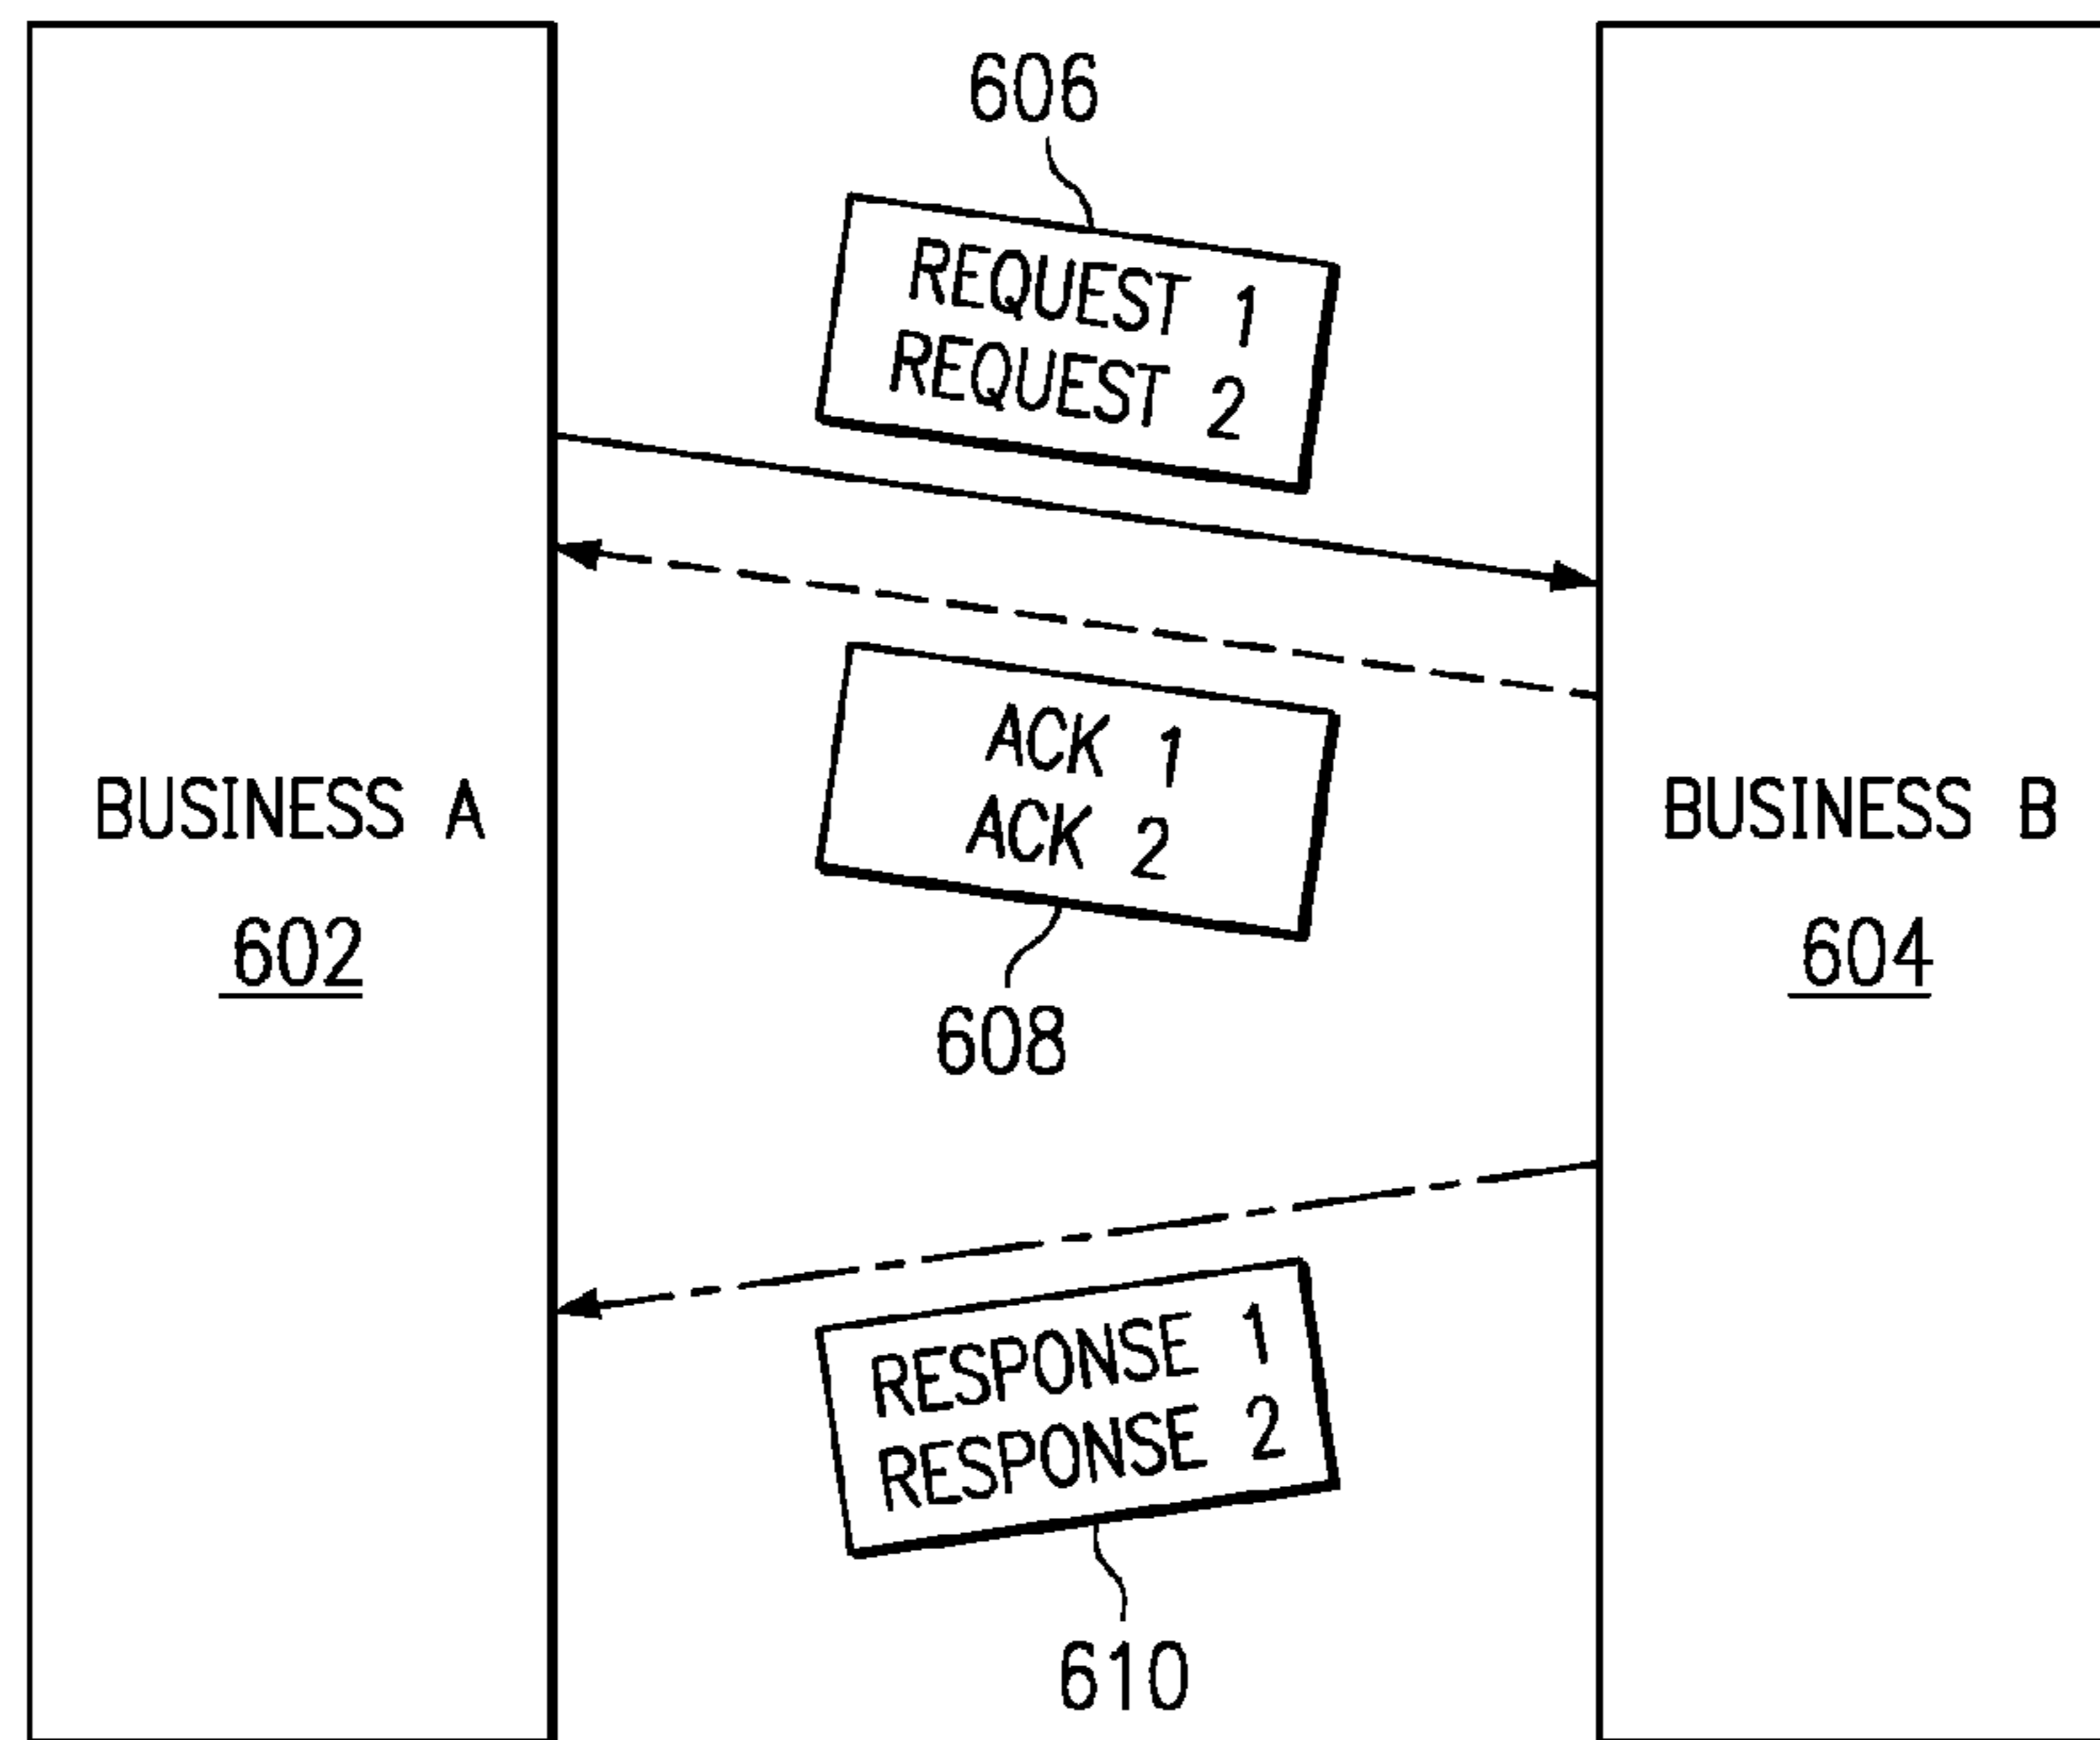 606
REQUEST 1
REQUEST 2
ACK 1
ACK 2
BUSINESS A
602
BUSINESS B
604
608
RESPONSE 1
RESPONSE 2
610